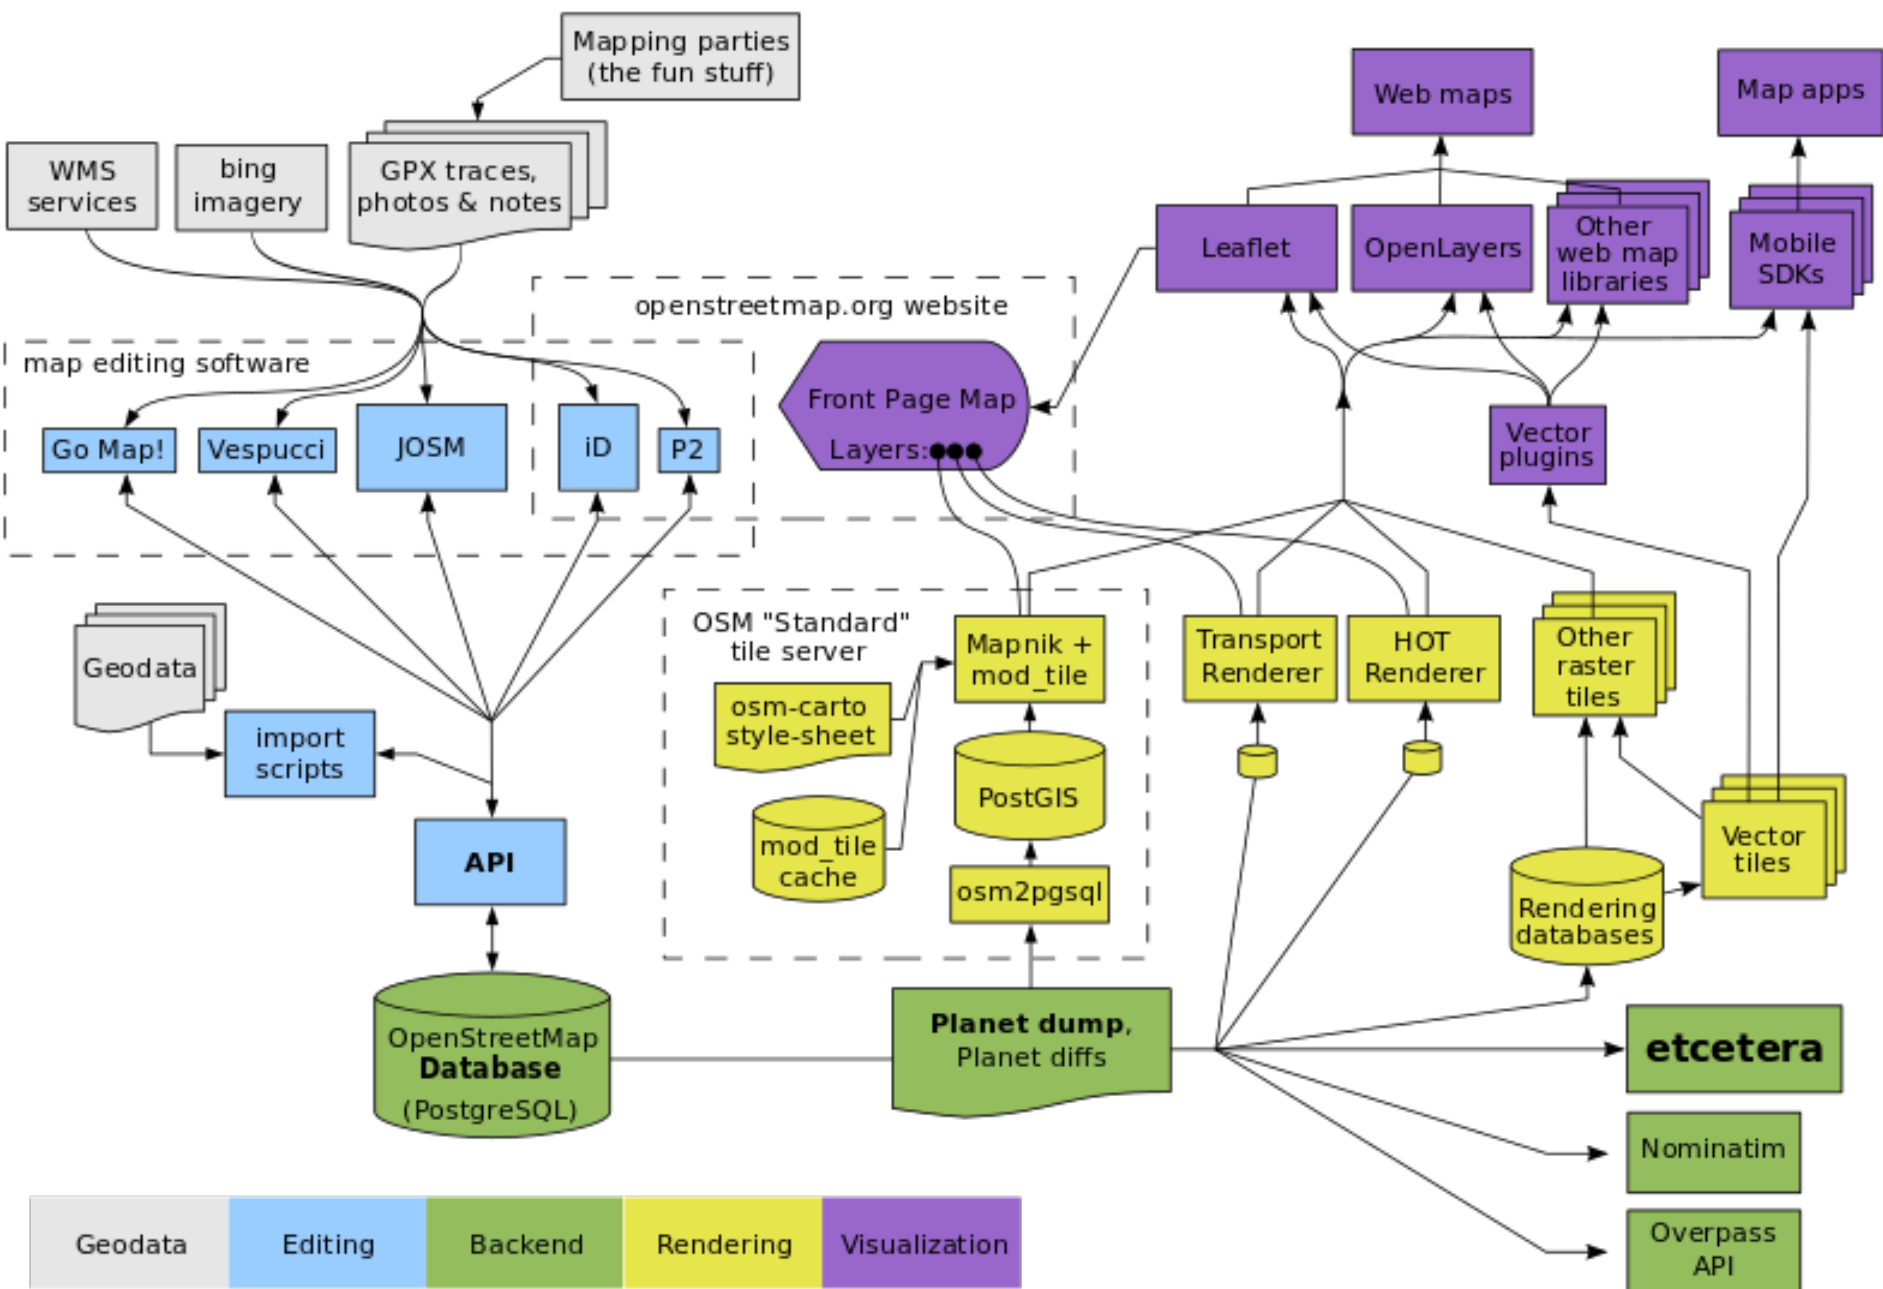 Mapping parties
(the fun stuff)
WMS
services
bing
imagery
GPX traces,
photos & notes
Web maps
Map apps
Leaflet
OpenLayers
Other
web map
libraries
Mobile
SDKs
openstreetmap.org website
map editing software
Front Page Map
Layers:
Go Map!
Vespucci
JOSM
iD
P2
Vector
plugins
Geodata
import
scripts
API
OSM "Standard"
tile server
osm-carto
style-sheet
mod_tile
cache
Mapnik +
mod_tile
PostGIS
osm2pgsql
Transport
Renderer
HOT
Renderer
Other
raster
tiles
Vector
tiles
Rendering
databases
OpenStreetMap
Database
(PostgreSQL)
Planet dump,
Planet diffs
etcetera
Nominatim
Overpass
API
Geodata
Editing
Backend
Rendering
Visualization